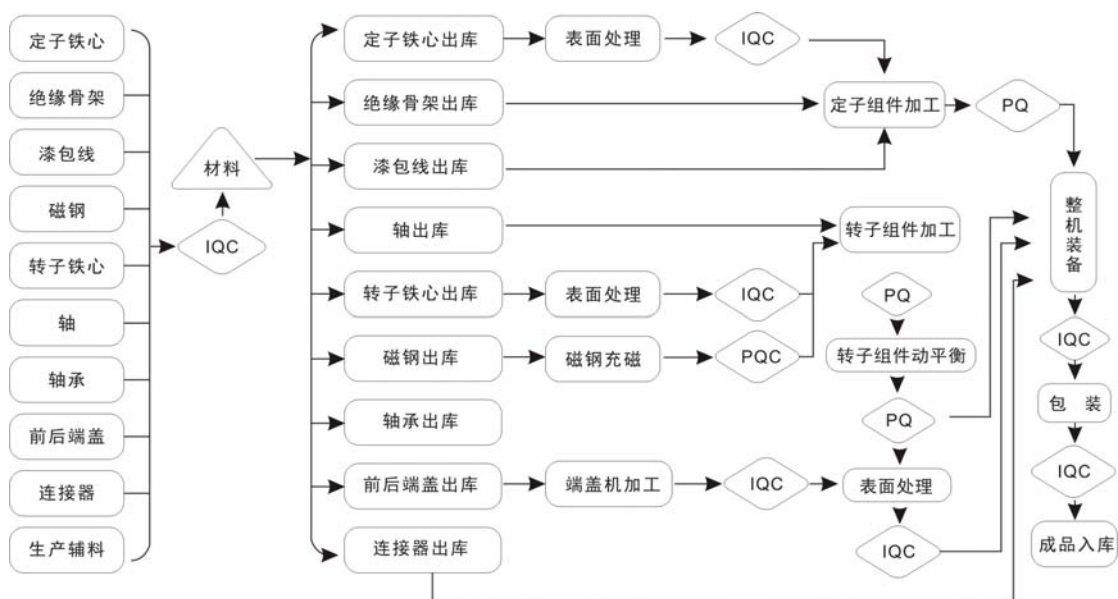 定子铁心
绝缘骨架
漆包线
磁钢
转子铁心
轴
轴承
前后端盖
连接器
生产辅料
IQC
材料
定子铁心出库
表面处理
IQC
绝缘骨架出库
定子组件加工
PQ
漆包线出库
轴出库
转子组件加工
转子铁心出库
表面处理
IQC
PQ
磁钢出库
磁钢充磁
PQC
转子组件动平衡
轴承出库
PQ
前后端盖出库
端盖机加工
IQC
表面处理
连接器出库
IQC
整机装备
IQC
包 装
IQC
成品入库